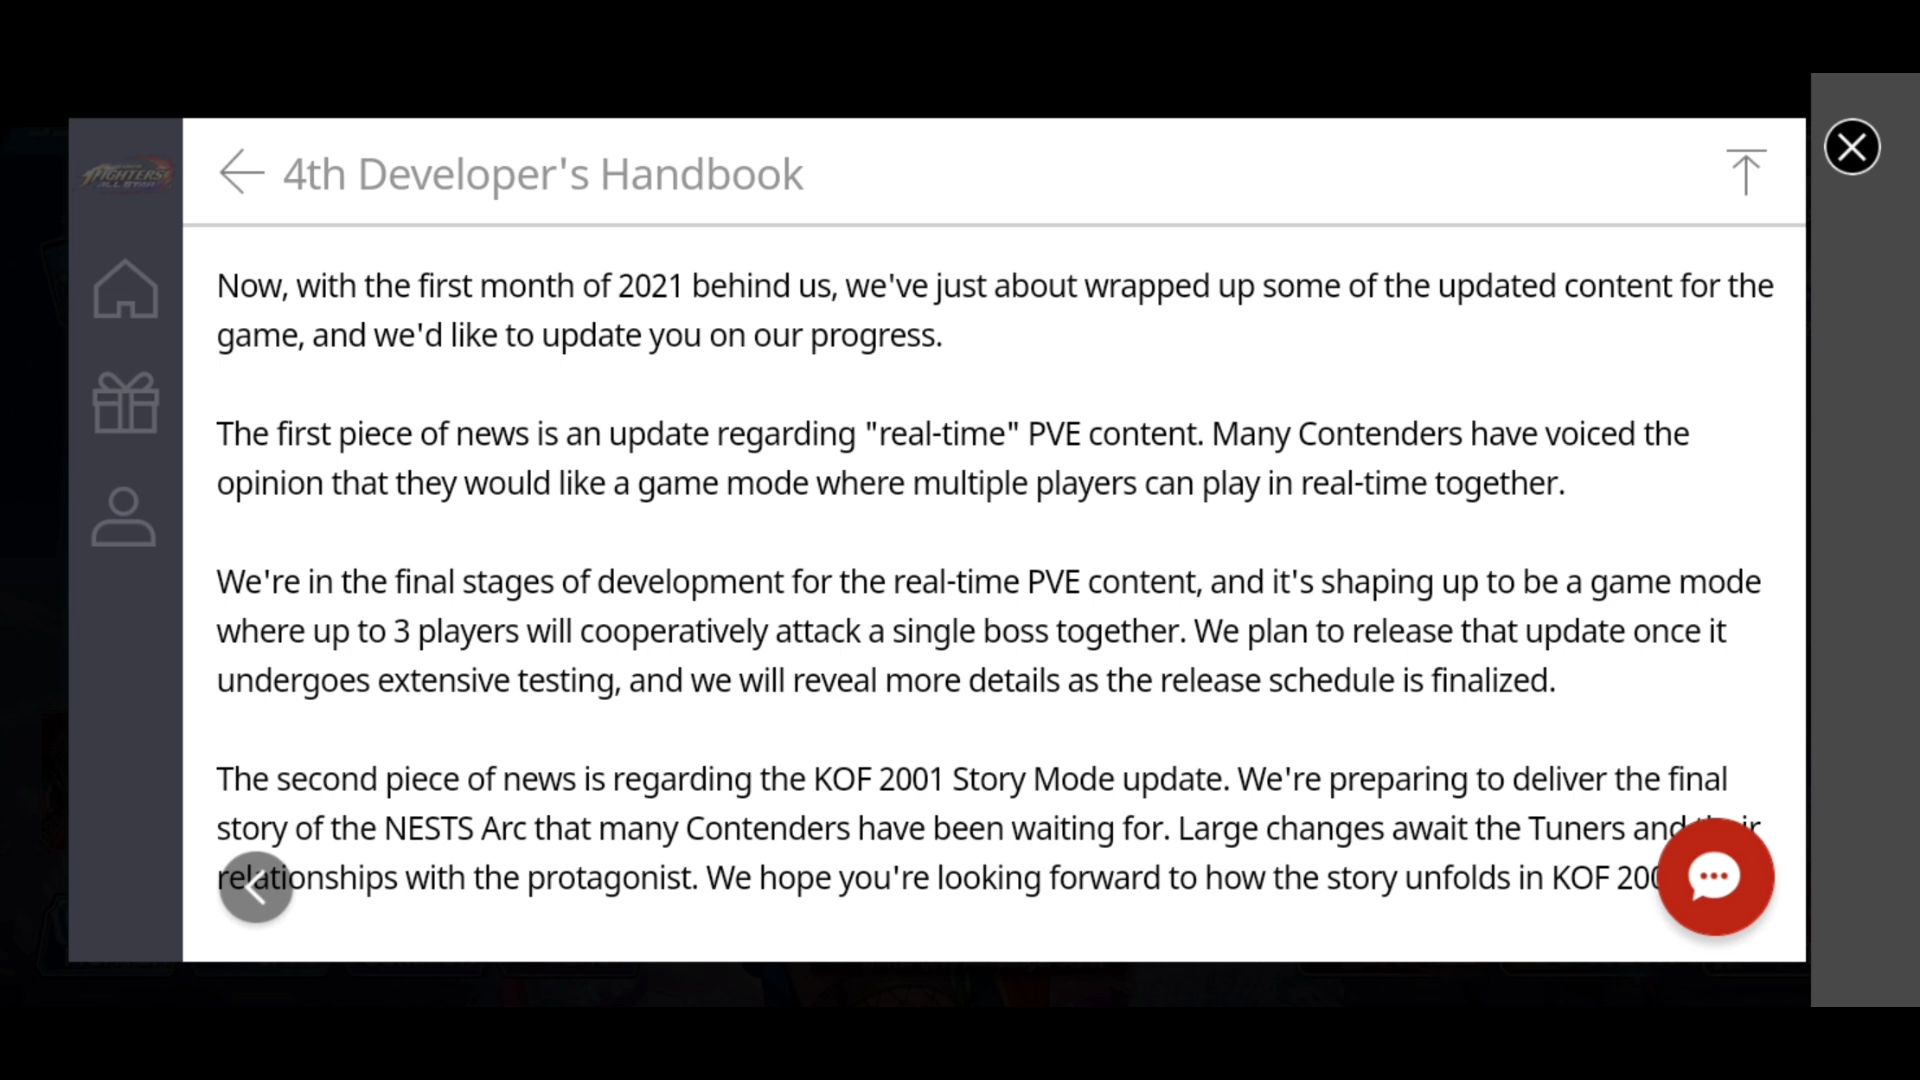 FIGHTERS
ALL STAR
4th Developer's Handbook
Now, with the first month of 2021 behind us, we've just about wrapped up some of the updated content for the
game, and we'd like to update you on our progress.
The first piece of news is an update regarding "real-time" PVE content. Many Contenders have voiced the
opinion that they would like a game mode where multiple players can play in real-time together.
We're in the final stages of development for the real-time PVE content, and it's shaping up to be a game mode
where up to 3 players will cooperatively attack a single boss together. We plan to release that update once it
undergoes extensive testing, and we will reveal more details as the release schedule is finalized.
The second piece of news is regarding the KOF 2001 Story Mode update. We're preparing to deliver the final
story of the NESTS Arc that many Contenders have been waiting for. Large changes await the Tuners and their
relationships with the protagonist. We hope you're looking forward to how the story unfolds in KOF